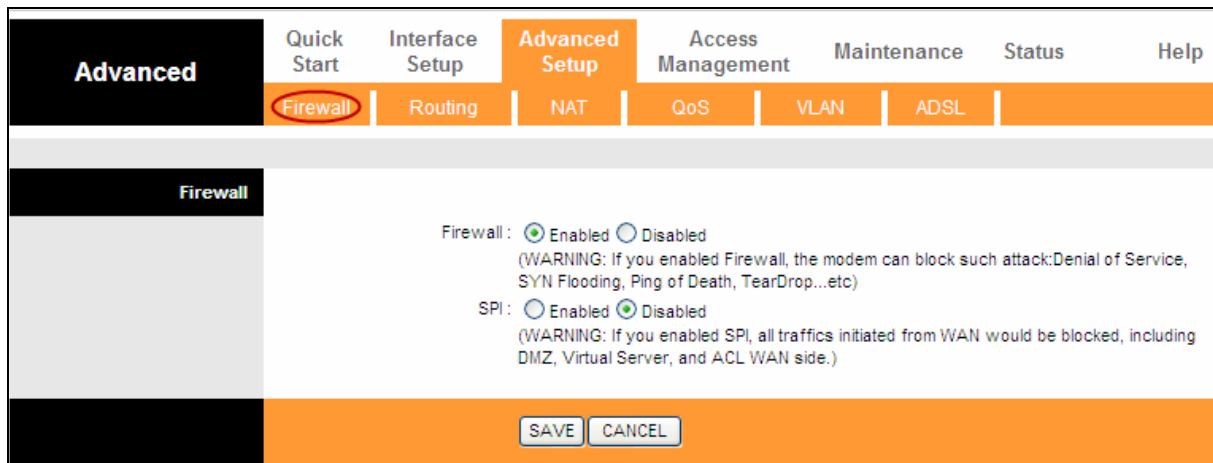 Advanced
Quick Start
Interface Setup
Advanced Setup
Access Management
Maintenance
Status
Help
Firewall
Routing
NAT
QoS
VLAN
ADSL
Firewall
Firewall : Enabled Disabled
(WARNING: If you enabled Firewall, the modem can block such attack:Denial of Service,
SYN Flooding, Ping of Death, TearDrop...etc)
SPI : Enabled Disabled
(WARNING: If you enabled SPI, all traffics initiated from WAN would be blocked, including
DMZ, Virtual Server, and ACL WAN side.)
SAVE CANCEL